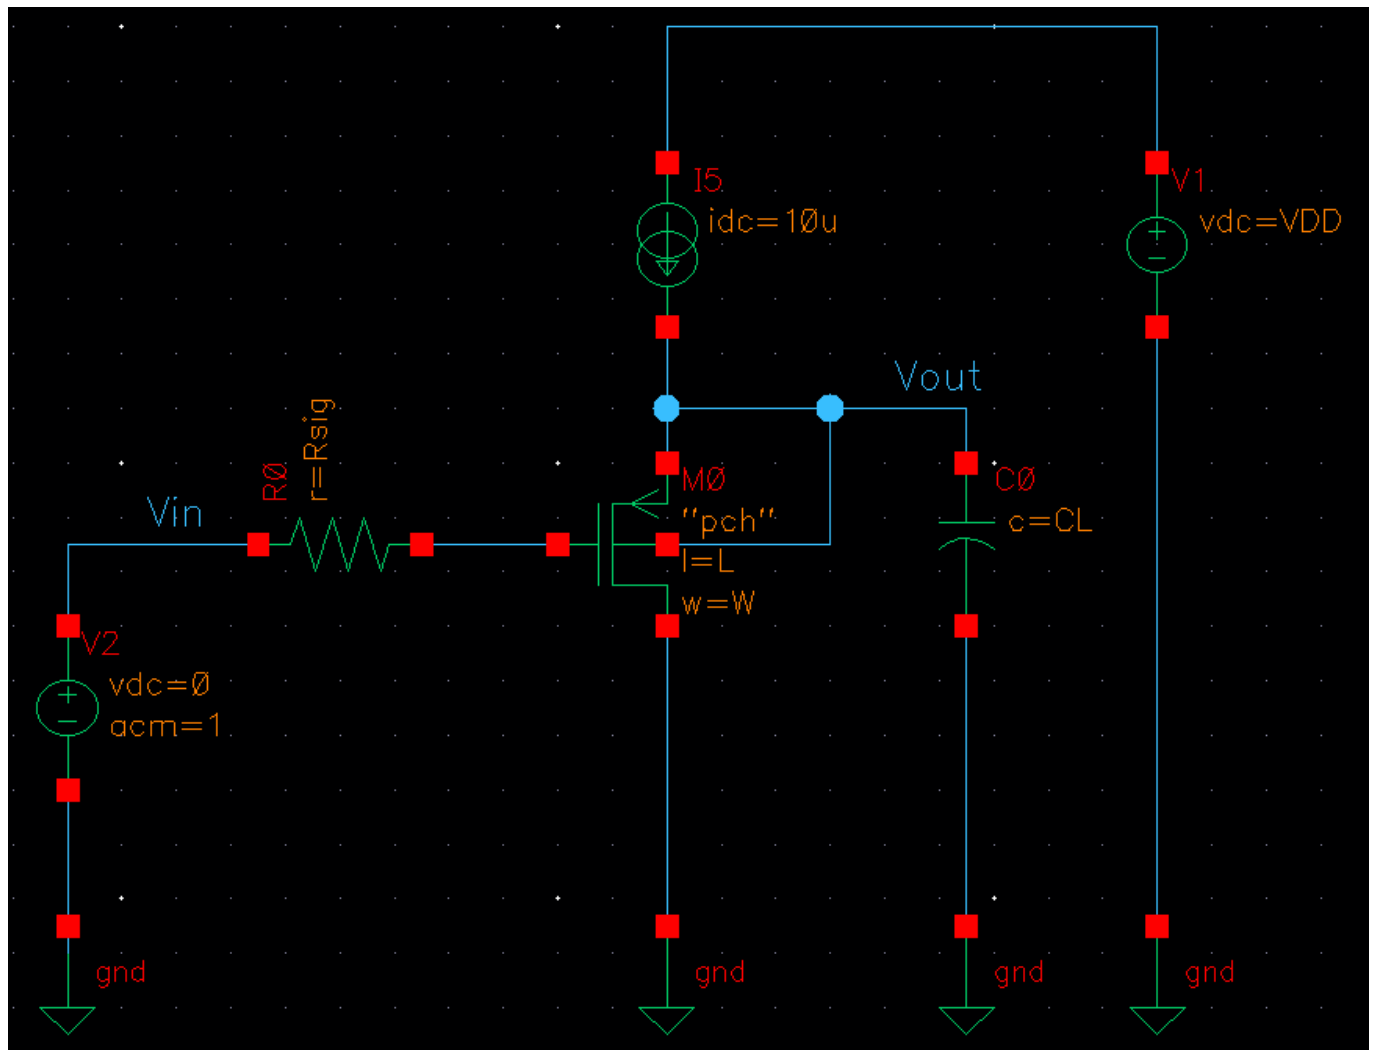 I5
idc=10u
V1
vdc=VDD
Vout
R0
r=Rsig
Vin
M0
"pch"
l=L
w=W
C0
c=CL
V2
vdc=0
acm=1
gnd
gnd
gnd
gnd